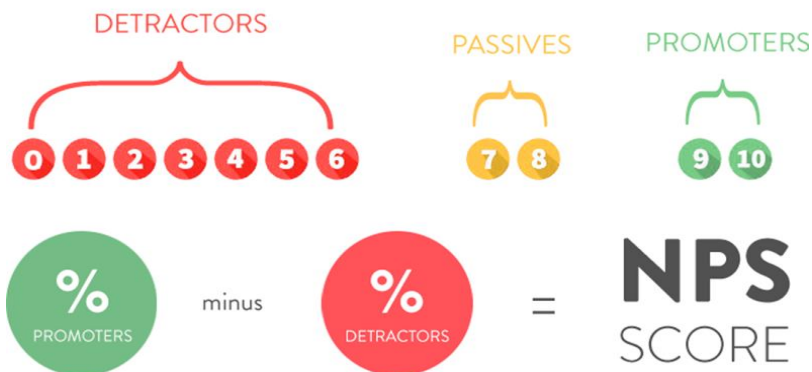 DETRACTORS
PASSIVES
PROMOTERS
0 1 2 3 4 5 6
7 8
9 10
%
PROMOTERS
minus
%
DETRACTORS
=
NPS
SCORE